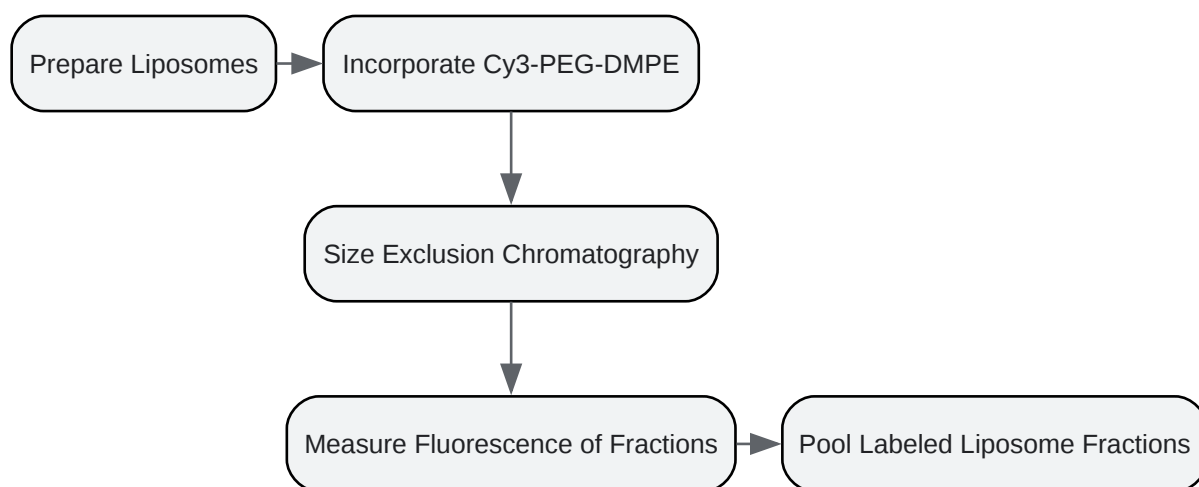 Prepare Liposomes
Incorporate Cy3-PEG-DMPE
Size Exclusion Chromatography
Measure Fluorescence of Fractions
Pool Labeled Liposome Fractions